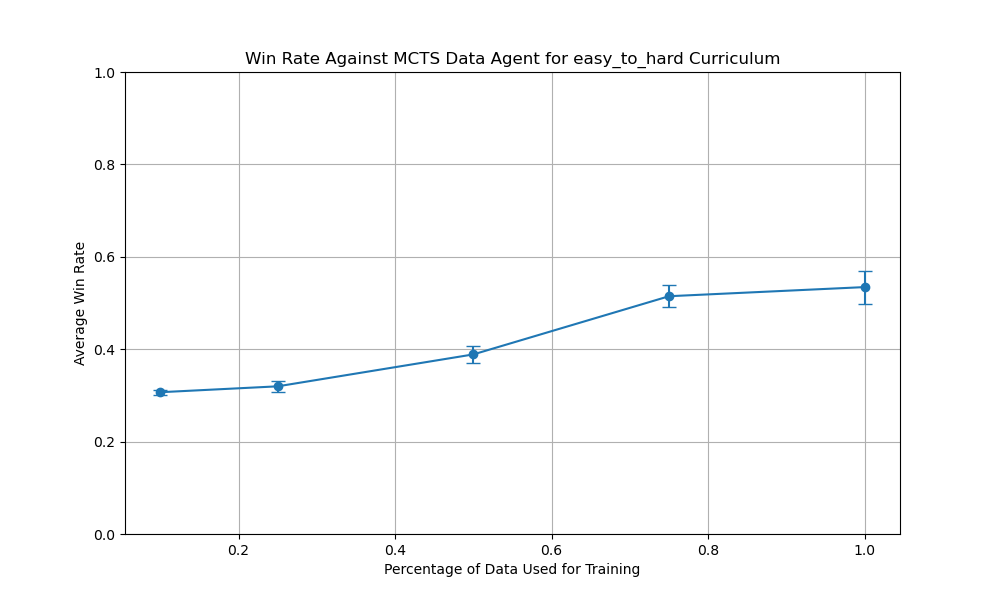 Win Rate Against MCTS Data Agent for easy_to_hard Curriculum
1.0
0.8
0.6
0.4
0.2
0.0
Average Win Rate
0.2 0.4 0.6 0.8 1.0
Percentage of Data Used for Training